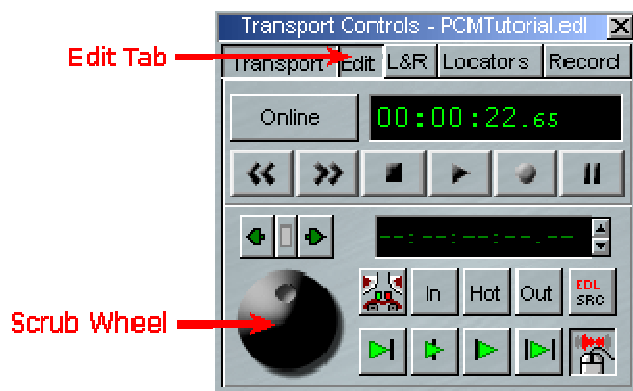 Transport Controls - PCMTutorial.edl
Edit Tab
Transport Edit L&R Locators Record
Online 00:00:22.65
--:--:--:--.--
In Hot Out EDL SRC
Scrub Wheel